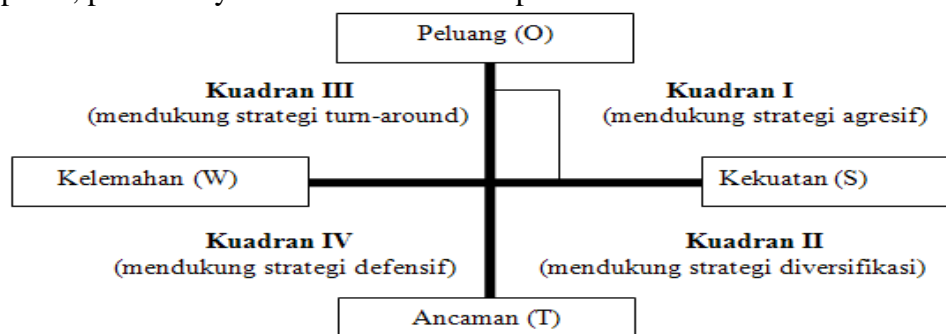 Peluang (O)
Kuadran III
(mendukung strategi turn-around)
Kuadran I
(mendukung strategi agresif)
Kelemahan (W)
Kekuatan (S)
Kuadran IV
(mendukung strategi defensif)
Kuadran II
(mendukung strategi diversifikasi)
Ancaman (T)